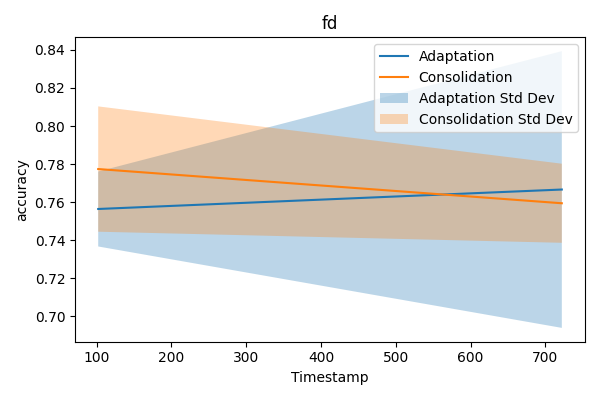 fd
0.84
0.82
0.80
0.78
0.76
0.74
0.72
0.70
accuracy
Adaptation
Consolidation
Adaptation Std Dev
Consolidation Std Dev
100 200 300 400 500 600 700
Timestamp